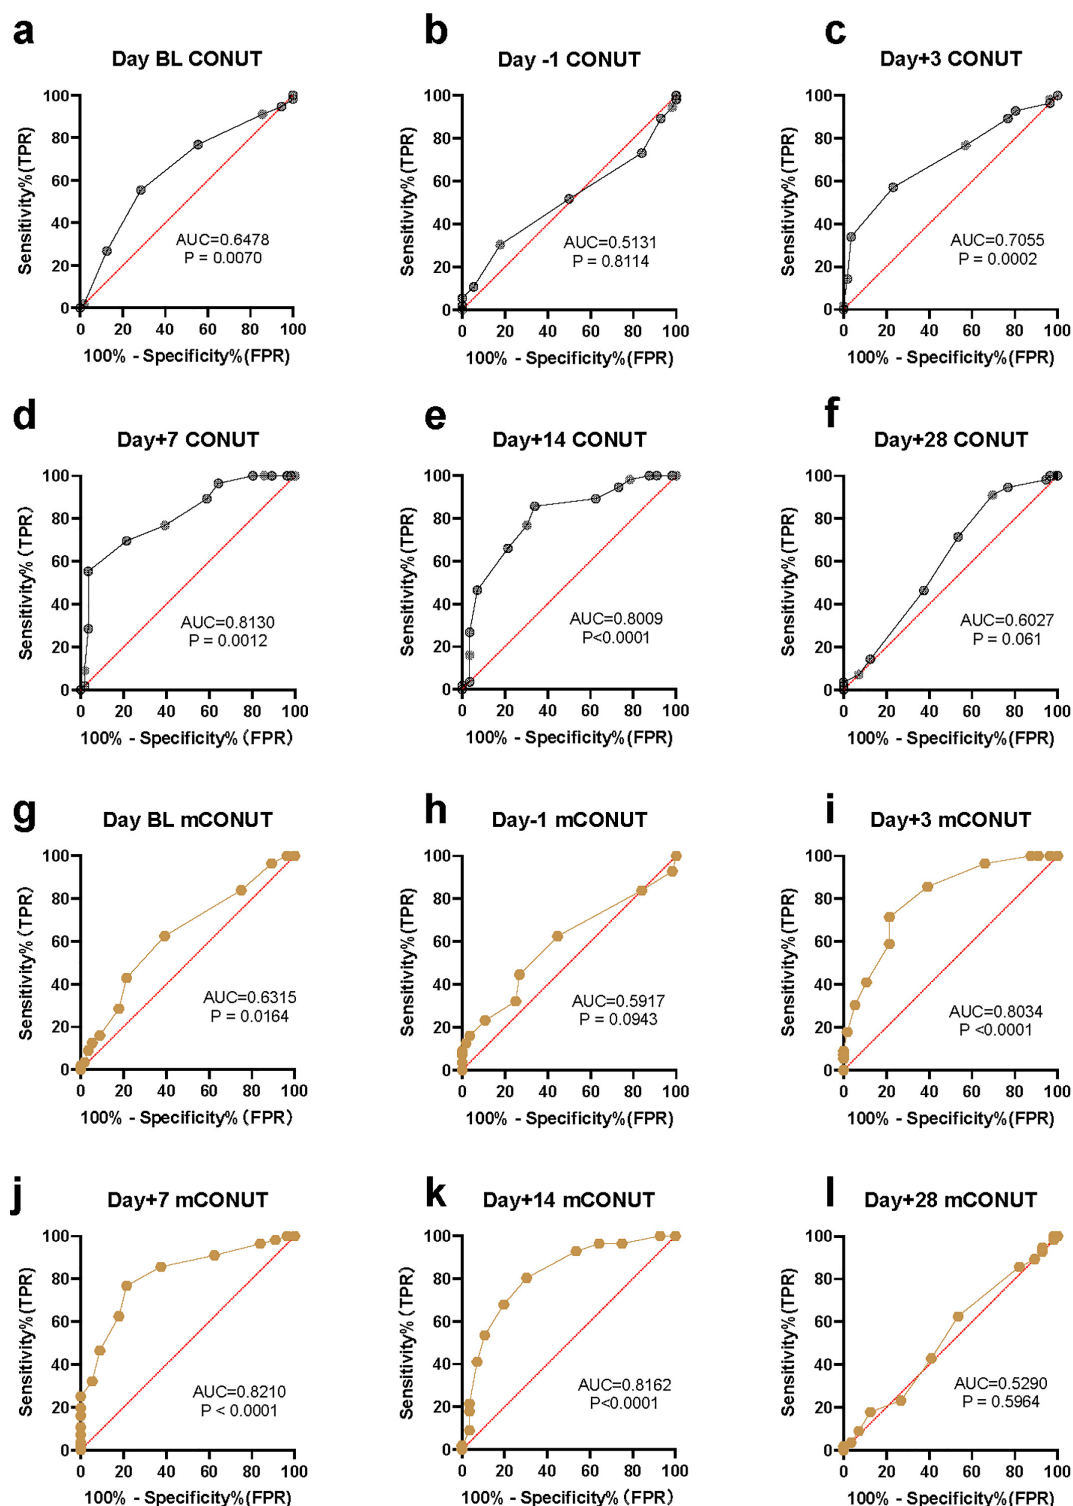 a
Day BL CONUT
Sensitivity%(TPR)
100
80
60
40
20
0
AUC=0.6478
P = 0.0070
0 20 40 60 80 100
100% - Specificity%(FPR)
b
Day -1 CONUT
Sensitivity%(TPR)
100
80
60
40
20
0
AUC=0.5131
P = 0.8114
0 20 40 60 80 100
100% - Specificity%(FPR)
c
Day+3 CONUT
Sensitivity%(TPR)
100
80
60
40
20
0
AUC=0.7055
P = 0.0002
0 20 40 60 80 100
100% - Specificity%(FPR)
d
Day+7 CONUT
Sensitivity%(TPR)
100
80
60
40
20
0
AUC=0.8130
P = 0.0012
0 20 40 60 80 100
100% - Specificity%(FPR)
e
Day+14 CONUT
Sensitivity%(TPR)
100
80
60
40
20
0
AUC=0.8009
P<0.0001
0 20 40 60 80 100
100% - Specificity%(FPR)
f
Day+28 CONUT
Sensitivity%(TPR)
100
80
60
40
20
0
AUC=0.6027
P = 0.061
0 20 40 60 80 100
100% - Specificity%(FPR)
g
Day BL mCONUT
Sensitivity%(TPR)
100
80
60
40
20
0
AUC=0.6315
P = 0.0164
0 20 40 60 80 100
100% - Specificity%(FPR)
h
Day-1 mCONUT
Sensitivity%(TPR)
100
80
60
40
20
0
AUC=0.5917
P = 0.0943
0 20 40 60 80 100
100% - Specificity%(FPR)
i
Day+3 mCONUT
Sensitivity%(TPR)
100
80
60
40
20
0
AUC=0.8034
P <0.0001
0 20 40 60 80 100
100% - Specificity%(FPR)
j
Day+7 mCONUT
Sensitivity%(TPR)
100
80
60
40
20
0
AUC=0.8210
P < 0.0001
0 20 40 60 80 100
100% - Specificity%(FPR)
k
Day+14 mCONUT
Sensitivity%(TPR)
100
80
60
40
20
0
AUC=0.8162
P<0.0001
0 20 40 60 80 100
100% - Specificity%(FPR)
l
Day+28 mCONUT
Sensitivity%(TPR)
100
80
60
40
20
0
AUC=0.5290
P = 0.5964
0 20 40 60 80 100
100% - Specificity%(FPR)